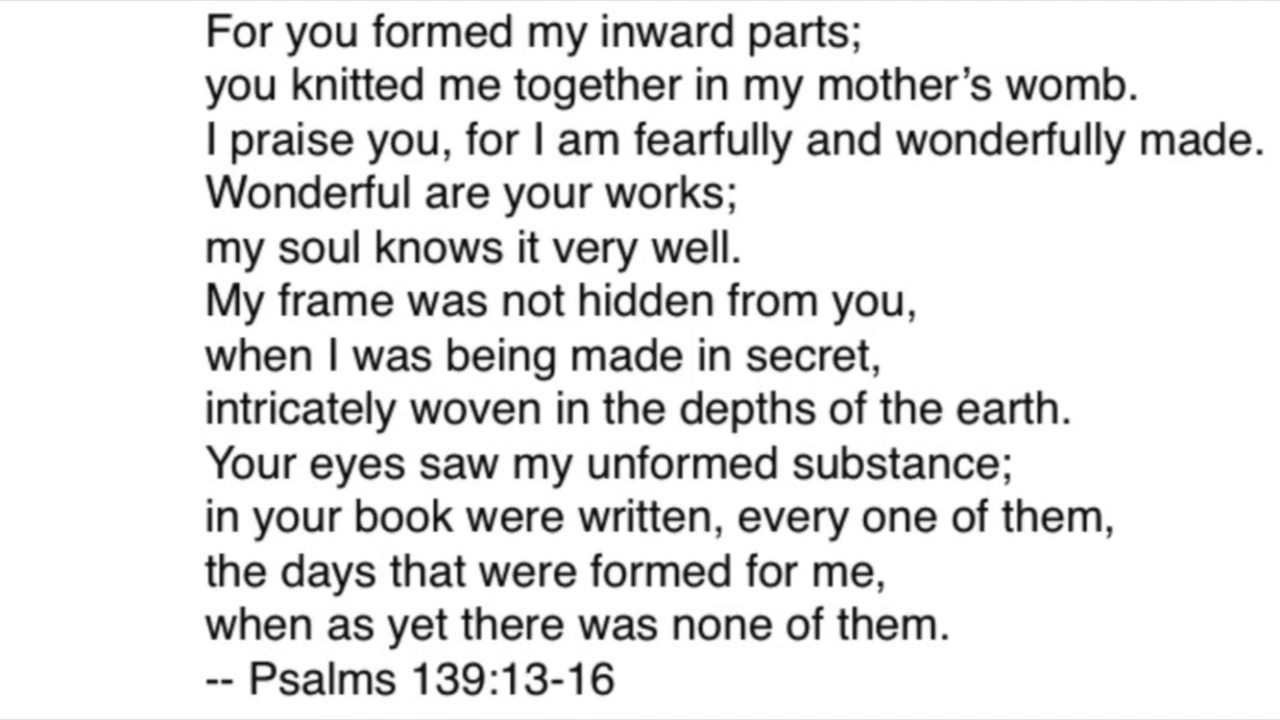 For you formed my inward parts;
you knitted me together in my mother’s womb.
I praise you, for I am fearfully and wonderfully made.
Wonderful are your works;
my soul knows it very well.
My frame was not hidden from you,
when I was being made in secret,
intricately woven in the depths of the earth.
Your eyes saw my unformed substance;
in your book were written, every one of them,
the days that were formed for me,
when as yet there was none of them.
-- Psalms 139:13-16